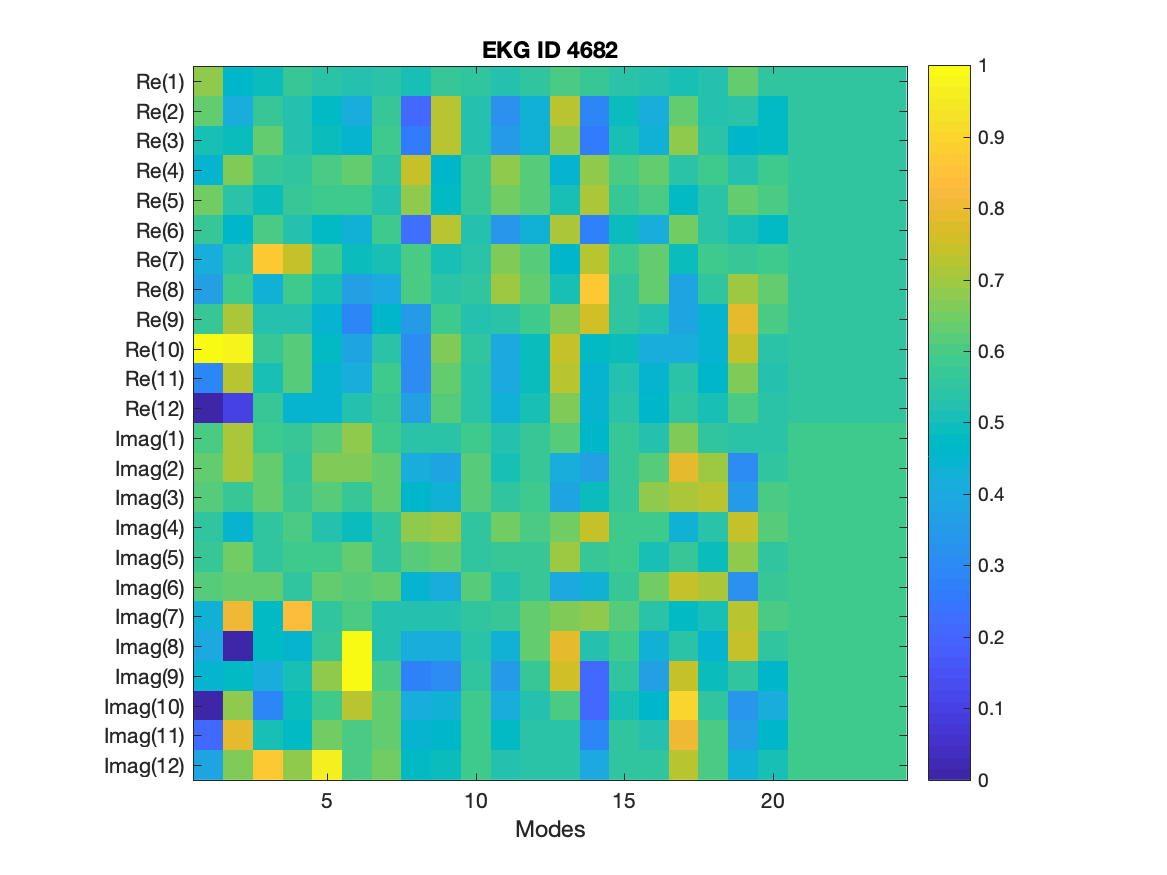 EKG ID 4682
Re(1)
Re(2)
Re(3)
Re(4)
Re(5)
Re(6)
Re(7)
Re(8)
Re(9)
Re(10)
Re(11)
Re(12)
Imag(1)
Imag(2)
Imag(3)
Imag(4)
Imag(5)
Imag(6)
Imag(7)
Imag(8)
Imag(9)
Imag(10)
Imag(11)
Imag(12)
5 10 15 20
Modes
1
0.9
0.8
0.7
0.6
0.5
0.4
0.3
0.2
0.1
0